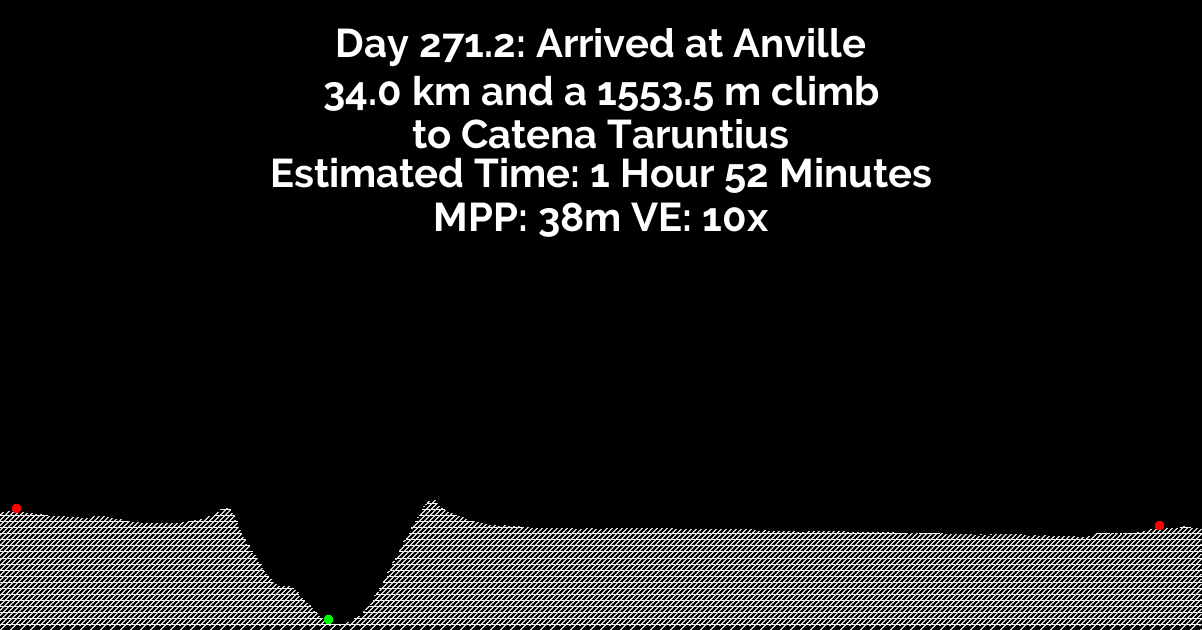 Day 271.2: Arrived at Anville
34.0 km and a 1553.5 m climb
to Catena Taruntius
Estimated Time: 1 Hour 52 Minutes
MPP: 38m VE: 10x